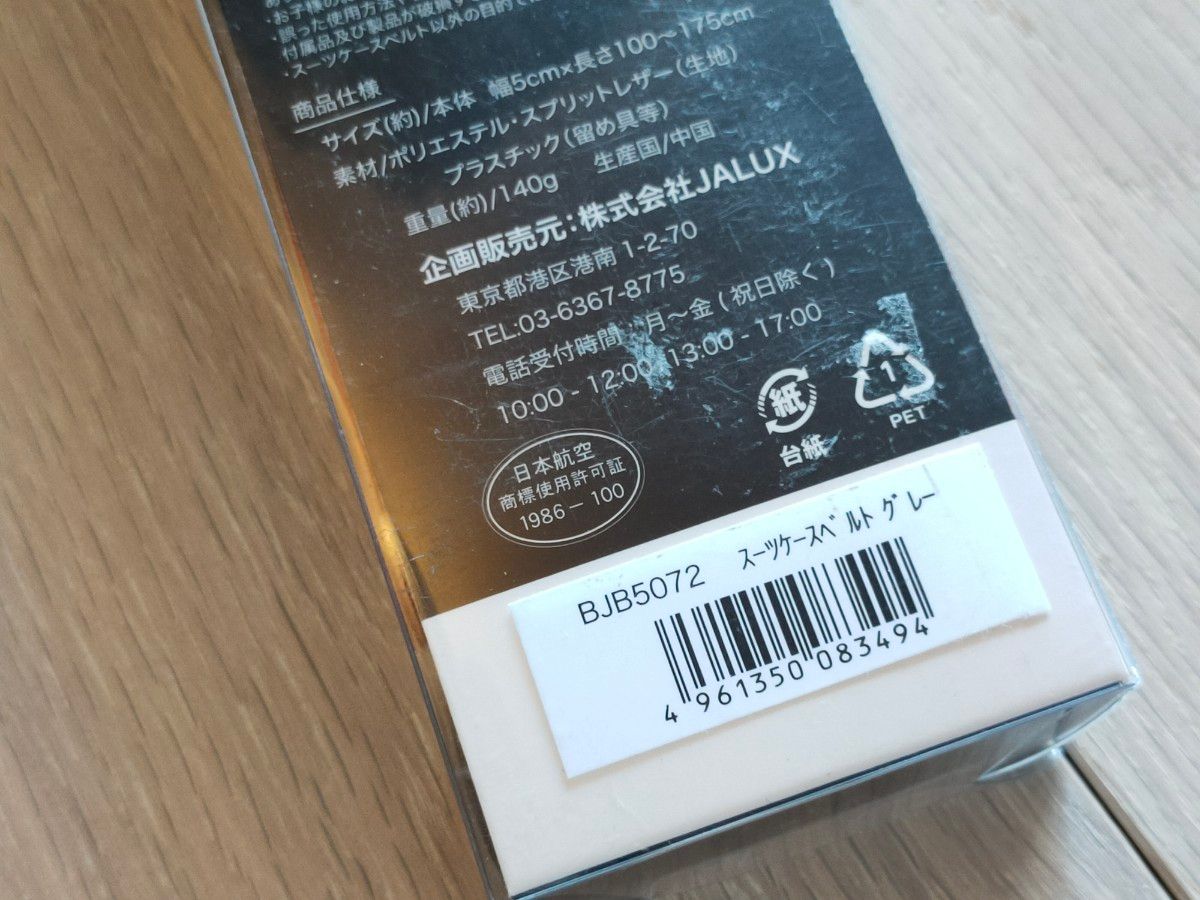 ・お子様の
・誤った使用方法
付属品及び製品が破損
・スーツケースベルト以外の目的で
商品仕様
サイズ(約)/本体 幅5cm×長さ100～175cm
素材/ポリエステル・スプリットレザー(生地)
プラスチック(留め具等)
重量(約)/140g 生産国/中国
企画販売元：株式会社JALUX
東京都港区港南 1-2-70
TEL:03-6367-8775
電話受付時間：月～金(祝日除く)
10:00 - 12:00 13:00 - 17:00
紙
台紙
1
PET
日本航空
商標使用許可証
1986－100
BJB5072 ｽｰﾂｹｰｽﾍﾞﾙﾄ ｸﾞﾚｰ
4 961350 083494